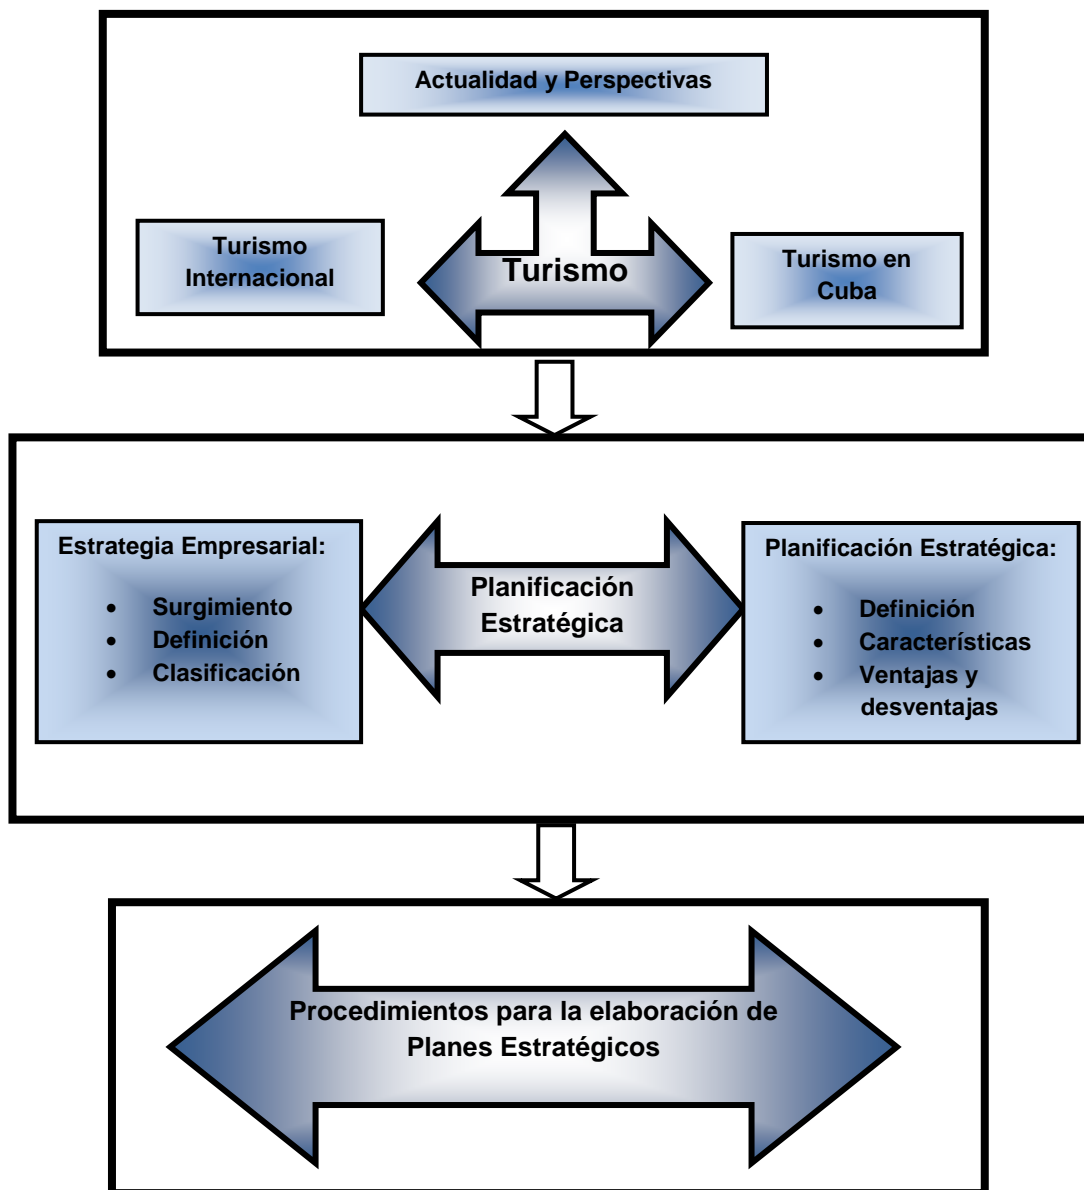 Actualidad y Perspectivas
Turismo
Internacional
Turismo
Turismo en
Cuba
Estrategia Empresarial:
• Surgimiento
• Definición
• Clasificación
Planificación
Estratégica
Planificación Estratégica:
• Definición
• Características
• Ventajas y
desventajas
Procedimientos para la elaboración de
Planes Estratégicos